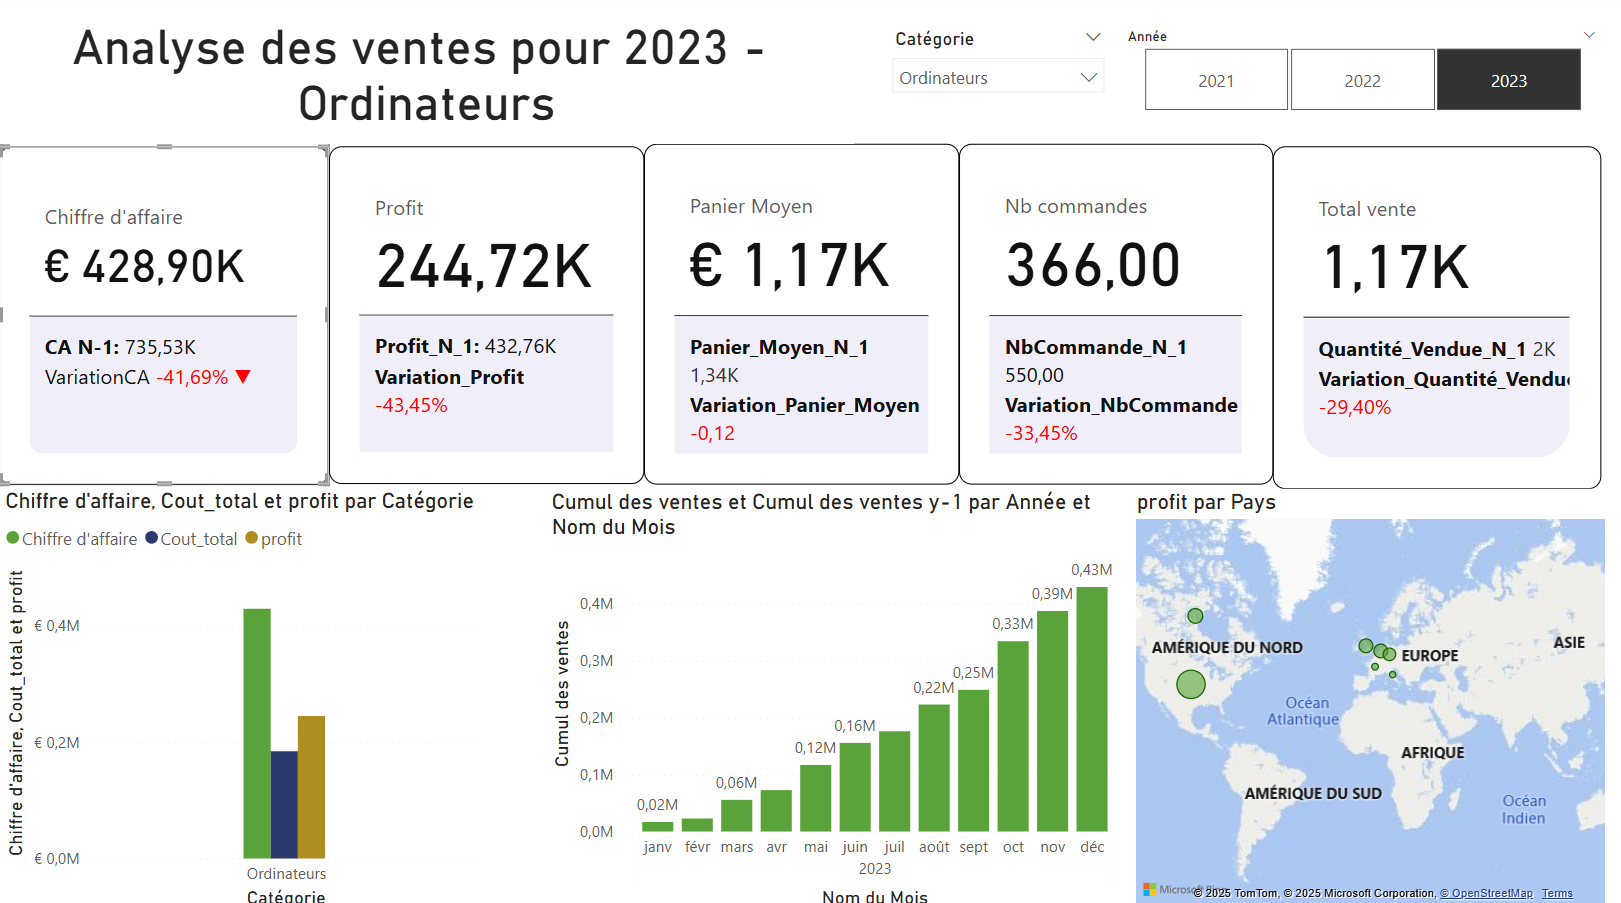 Analyse des ventes pour 2023 -
Ordinateurs
Catégorie
Ordinateurs
Année
2021
2022
2023
Chiffre d'affaire
€ 428,90K
CA N-1: 735,53K
VariationCA -41,69% ▼
Profit
244,72K
Profit_N_1: 432,76K
Variation_Profit
-43,45%
Panier Moyen
€ 1,17K
Panier_Moyen_N_1
1,34K
Variation_Panier_Moyen
-0,12
Nb commandes
366,00
NbCommande_N_1
550,00
Variation_NbCommande
-33,45%
Total vente
1,17K
Quantité_Vendue_N_1 2K
Variation_Quantité_Vendu
-29,40%
Chiffre d'affaire, Cout_total et profit par Catégorie
Chiffre d'affaire
Cout_total
profit
Chiffre d'affaire, Cout_total et profit
€ 0,4M
€ 0,2M
€ 0,0M
Ordinateurs
Catégorie
Cumul des ventes et Cumul des ventes y-1 par Année et
Nom du Mois
Cumul des ventes
0,4M
0,3M
0,2M
0,1M
0,0M
0,02M
0,06M
0,12M
0,16M
0,22M
0,25M
0,33M
0,39M
0,43M
janv
févr
mars
avr
mai
juin
juil
août
sept
oct
nov
déc
2023
Nom du Mois
profit par Pays
AMÉRIQUE DU NORD
EUROPE
ASIE
Océan
Atlantique
AFRIQUE
AMÉRIQUE DU SUD
Océan
Indien
Microsoft
© 2025 TomTom, © 2025 Microsoft Corporation, © OpenStreetMap Terms